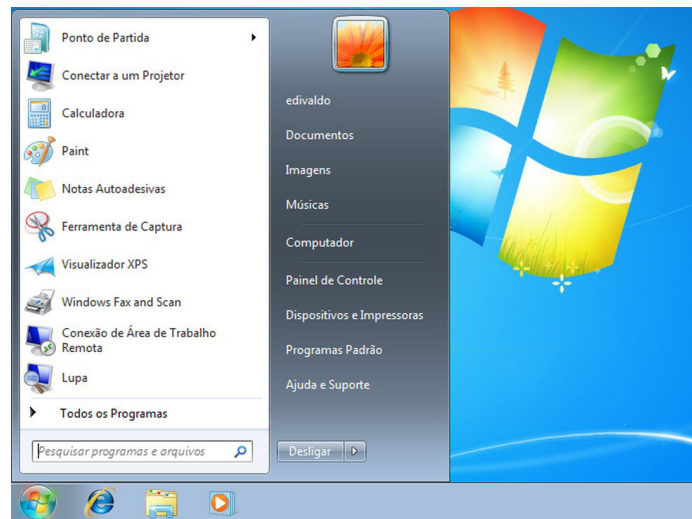 Ponto de Partida
Conectar a um Projetor
Calculadora
Paint
Notas Autoadesivas
Ferramenta de Captura
Visualizador XPS
Windows Fax and Scan
Conexão de Área de Trabalho
Remota
Lupa
Todos os Programas
Pesquisar programas e arquivos
edivaldo
Documentos
Imagens
Músicas
Computador
Painel de Controle
Dispositivos e Impressoras
Programas Padrão
Ajuda e Suporte
Desligar